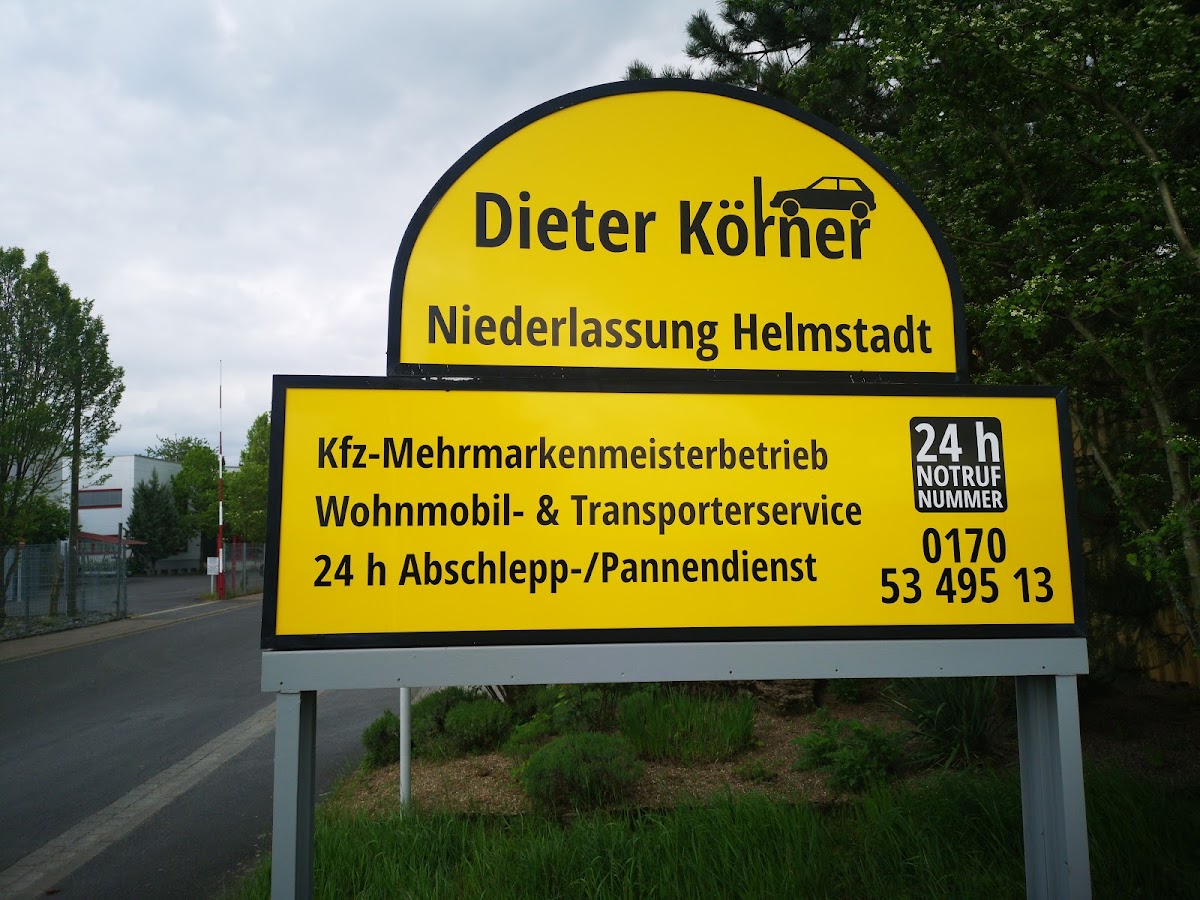 Dieter Körner
Niederlassung Helmstadt
Kfz-Mehrmarkenmeisterbetrieb
Wohnmobil- & Transporterservice
24 h Abschlepp-/Pannendienst
24 h
NOTRUF
NUMMER
0170
53 495 13